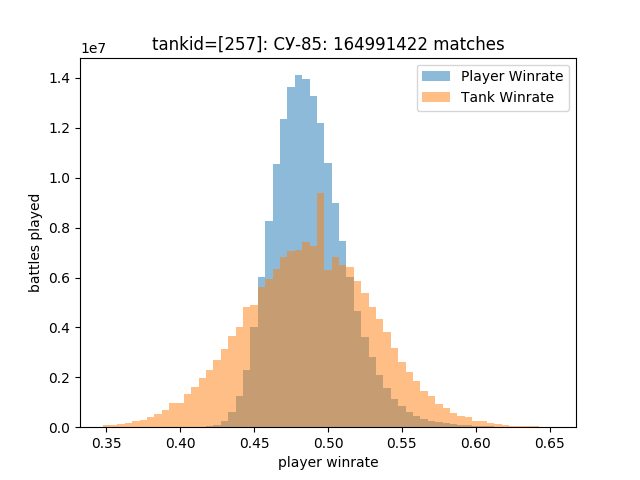 tankid=[257]: СУ-85: 164991422 matches
1e7
Player Winrate
Tank Winrate
1.4
1.2
1.0
0.8
0.6
0.4
0.2
0.0
battles played
0.35 0.40 0.45 0.50 0.55 0.60 0.65
player winrate